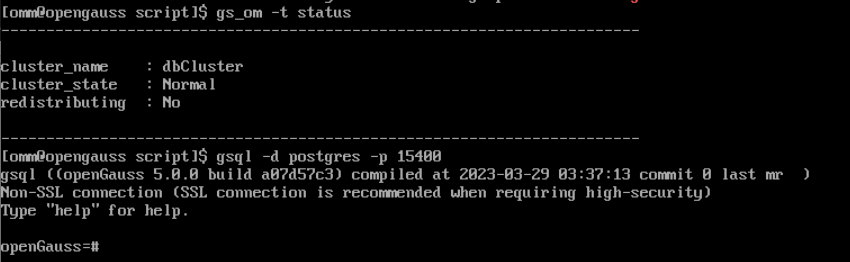 [omm@opengauss script]$ gs_om -t status
-----------------------------------------------------------------------
cluster_name    : dbCluster
cluster_state   : Normal
redistributing  : No
-----------------------------------------------------------------------
[omm@opengauss script]$ gsql -d postgres -p 15400
gsql ((openGauss 5.0.0 build a07d57c3) compiled at 2023-03-29 03:37:13 commit 0 last mr  )
Non-SSL connection (SSL connection is recommended when requiring high-security)
Type "help" for help.
openGauss=#